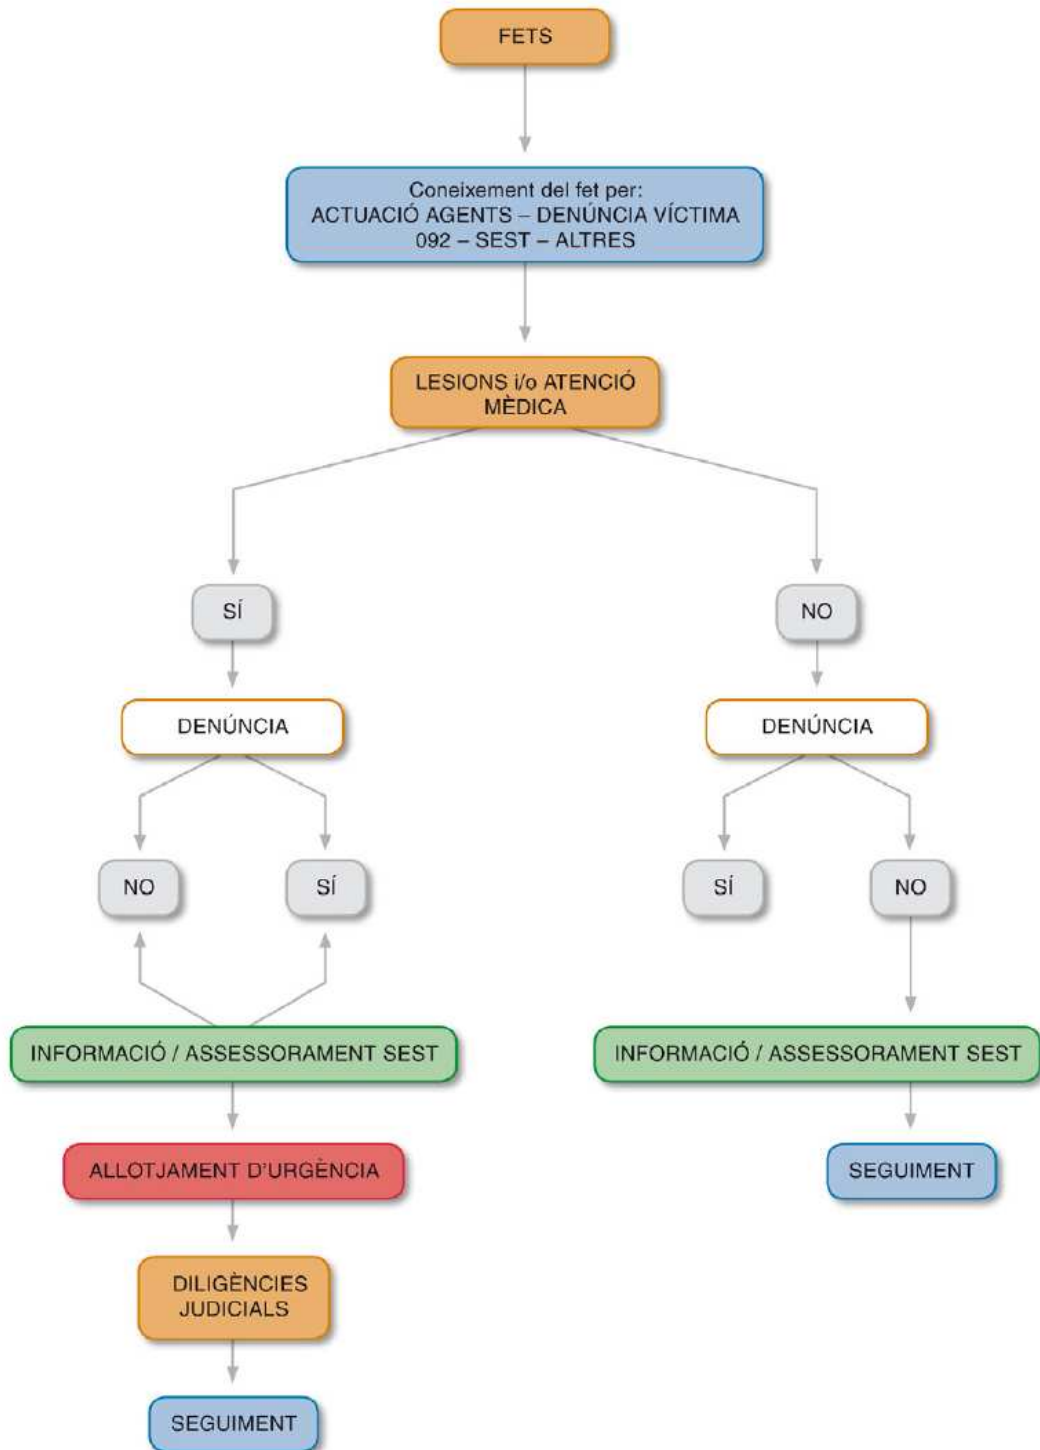 FETS
Coneixement del fet per:
ACTUACIÓ AGENTS – DENÚNCIA VÍCTIMA
092 – SEST – ALTRES
LESIONS i/o ATENCIÓ
MÈDICA
SÍ
NO
DENÚNCIA
DENÚNCIA
NO
SÍ
SÍ
NO
INFORMACIÓ / ASSESSORAMENT SEST
INFORMACIÓ / ASSESSORAMENT SEST
ALLOTJAMENT D'URGÈNCIA
SEGUIMENT
DILIGÈNCIES
JUDICIALS
SEGUIMENT